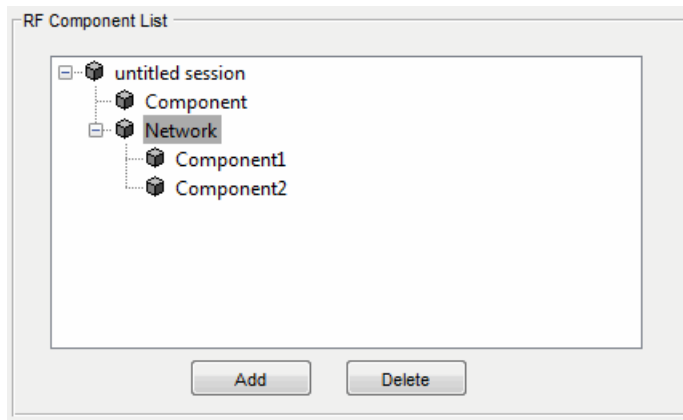 RF Component List
untitled session
Component
Network
Component1
Component2
Add Delete